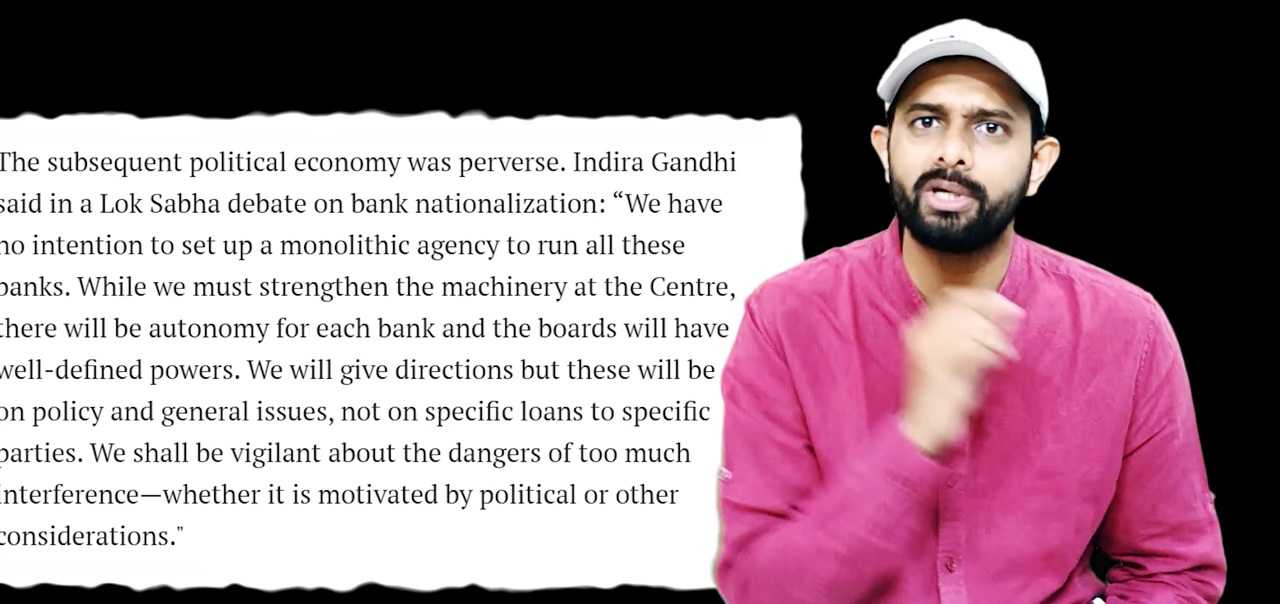 The subsequent political economy was perverse. Indira Gandhi
said in a Lok Sabha debate on bank nationalization: “We have
no intention to set up a monolithic agency to run all these
banks. While we must strengthen the machinery at the Centre,
there will be autonomy for each bank and the boards will have
well-defined powers. We will give directions but these will be
on policy and general issues, not on specific loans to specific
parties. We shall be vigilant about the dangers of too much
interference—whether it is motivated by political or other
considerations."